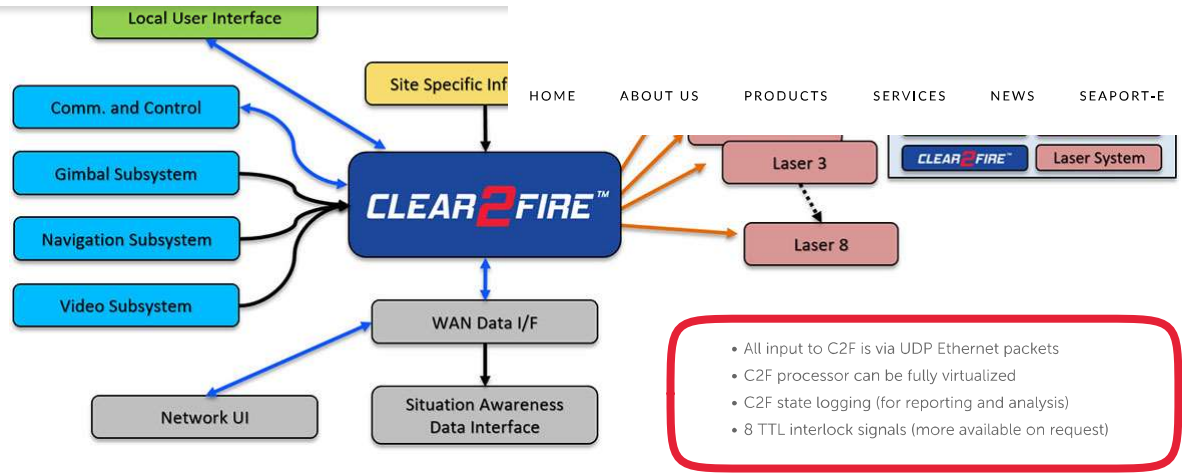 Local User Interface
Site Specific
HOME ABOUT US PRODUCTS SERVICES NEWS SEAPORT-E
Comm. and Control
Gimbal Subsystem
Navigation Subsystem
Video Subsystem
CLEAR2FIRE™
Laser 3
Laser 8
CLEAR2FIRE™ Laser System
WAN Data I/F
Network UI
Situation Awareness
Data Interface
• All input to C2F is via UDP Ethernet packets
• C2F processor can be fully virtualized
• C2F state logging (for reporting and analysis)
• 8 TTL interlock signals (more available on request)